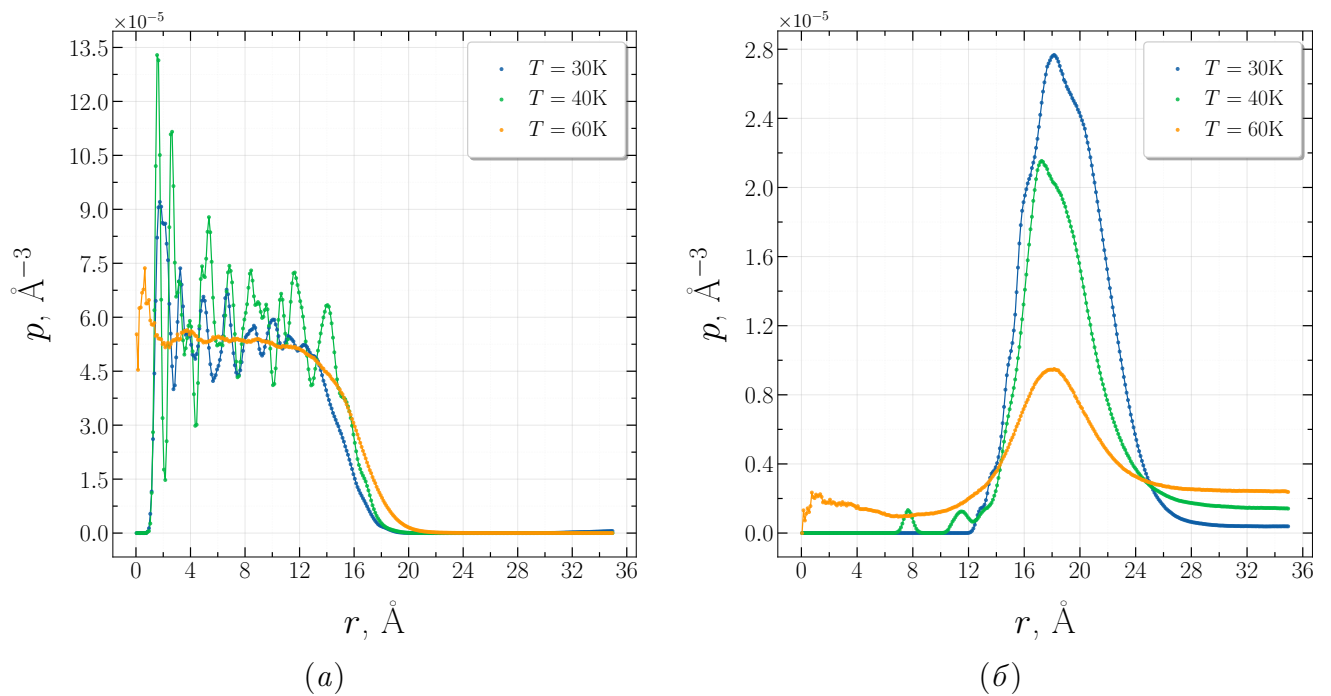 ×10⁻⁵
13.5
12.0
10.5
9.0
7.5
6.0
4.5
3.0
1.5
0.0
p, Å⁻³
T = 30K
T = 40K
T = 60K
0 4 8 12 16 20 24 28 32 36
r, Å
(а)
×10⁻⁵
2.8
2.4
2.0
1.6
1.2
0.8
0.4
0.0
p, Å⁻³
T = 30K
T = 40K
T = 60K
0 4 8 12 16 20 24 28 32 36
r, Å
(б)